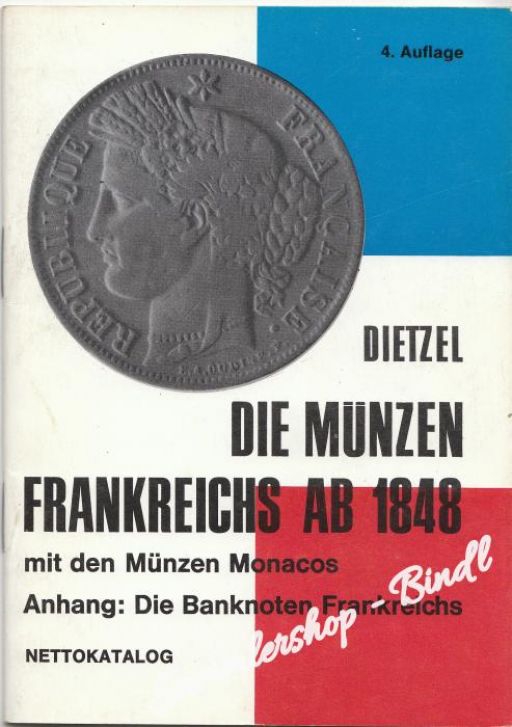 4. Auflage
REPUBLIQUE FRANÇAISE
DIETZEL
DIE MÜNZEN
FRANKREICHS AB 1848
mit den Münzen Monacos
Anhang: Die Banknoten Frankreichs
lershop - Bindl
NETTOKATALOG